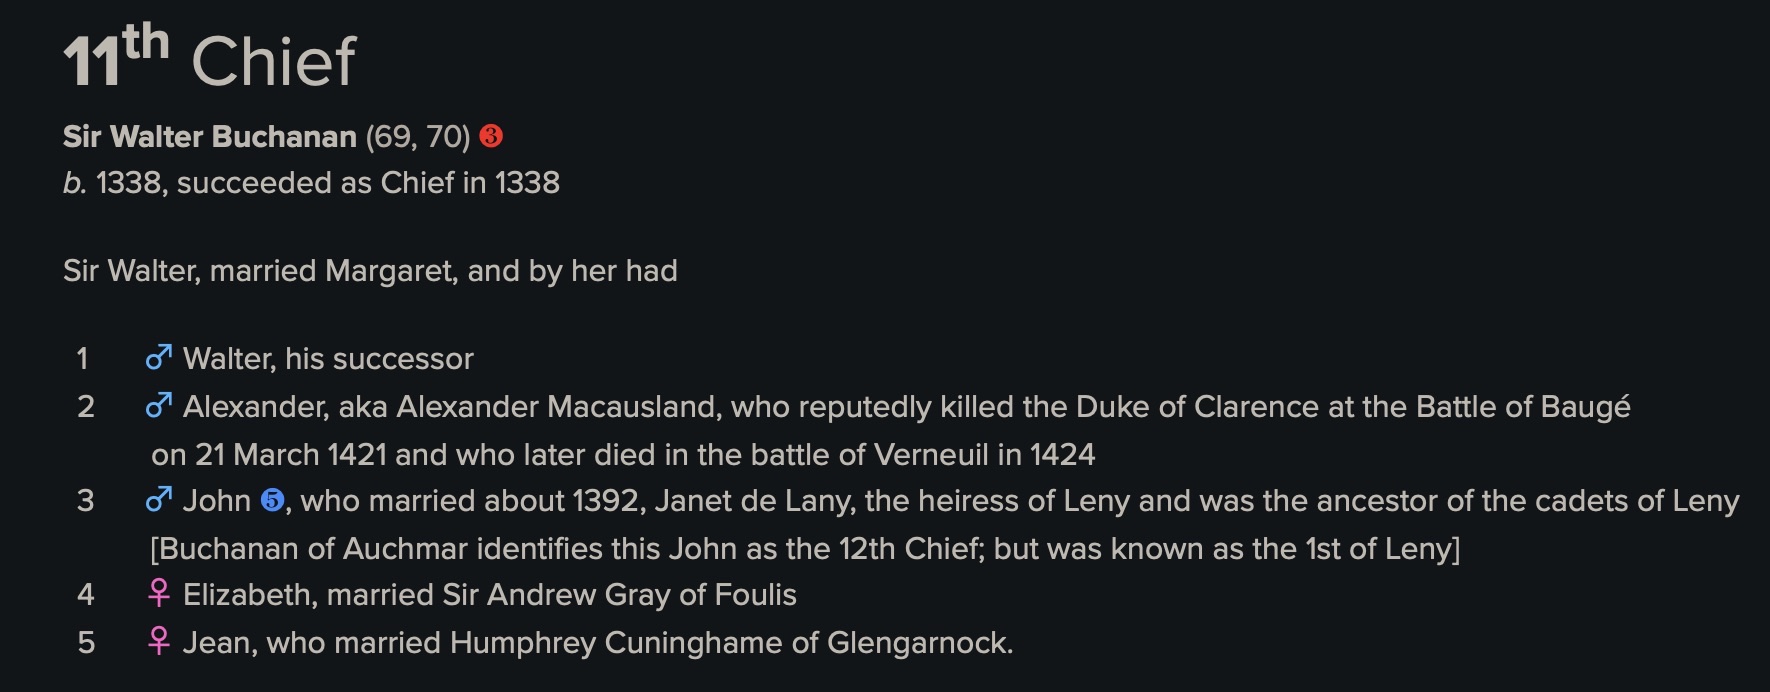 11th Chief
Sir Walter Buchanan (69, 70) ❸
b. 1338, succeeded as Chief in 1338
Sir Walter, married Margaret, and by her had
1 ♂ Walter, his successor
2 ♂ Alexander, aka Alexander Macausland, who reputedly killed the Duke of Clarence at the Battle of Baugé
on 21 March 1421 and who later died in the battle of Verneuil in 1424
3 ♂ John ❺, who married about 1392, Janet de Lany, the heiress of Leny and was the ancestor of the cadets of Leny
[Buchanan of Auchmar identifies this John as the 12th Chief; but was known as the 1st of Leny]
4 ♀ Elizabeth, married Sir Andrew Gray of Foulis
5 ♀ Jean, who married Humphrey Cuninghame of Glengarnock.